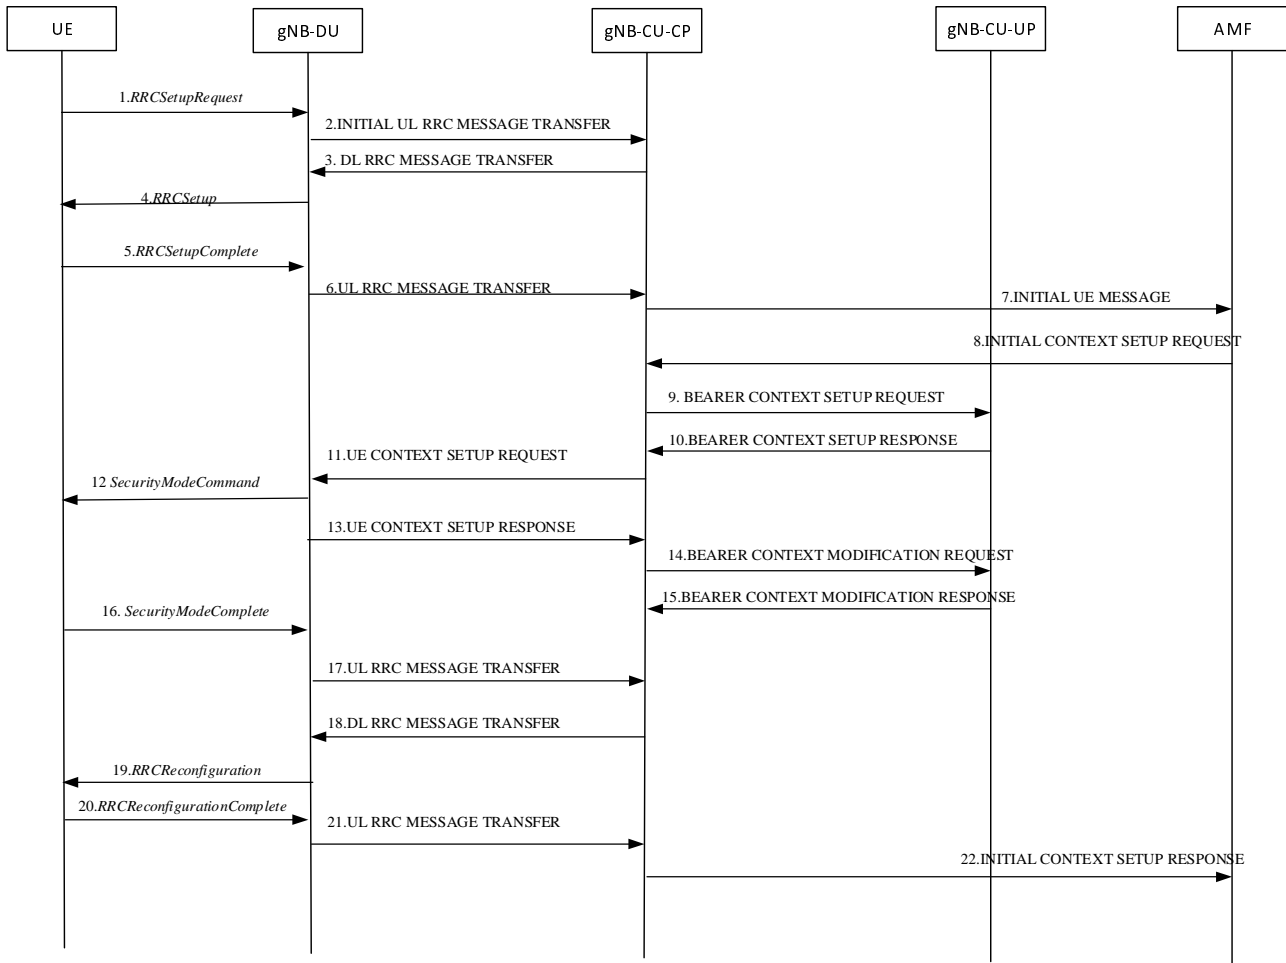 UE
gNB-DU
gNB-CU-CP
gNB-CU-UP
AMF
1.RRCSetupRequest
2.INITIAL UL RRC MESSAGE TRANSFER
3. DL RRC MESSAGE TRANSFER
4.RRCSetup
5.RRCSetupComplete
6.UL RRC MESSAGE TRANSFER
7.INITIAL UE MESSAGE
8.INITIAL CONTEXT SETUP REQUEST
9. BEARER CONTEXT SETUP REQUEST
10.BEARER CONTEXT SETUP RESPONSE
11.UE CONTEXT SETUP REQUEST
12 SecurityModeCommand
13.UE CONTEXT SETUP RESPONSE
14.BEARER CONTEXT MODIFICATION REQUEST
15.BEARER CONTEXT MODIFICATION RESPONSE
16. SecurityModeComplete
17.UL RRC MESSAGE TRANSFER
18.DL RRC MESSAGE TRANSFER
19.RRCReconfiguration
20.RRCReconfigurationComplete
21.UL RRC MESSAGE TRANSFER
22.INITIAL CONTEXT SETUP RESPONSE